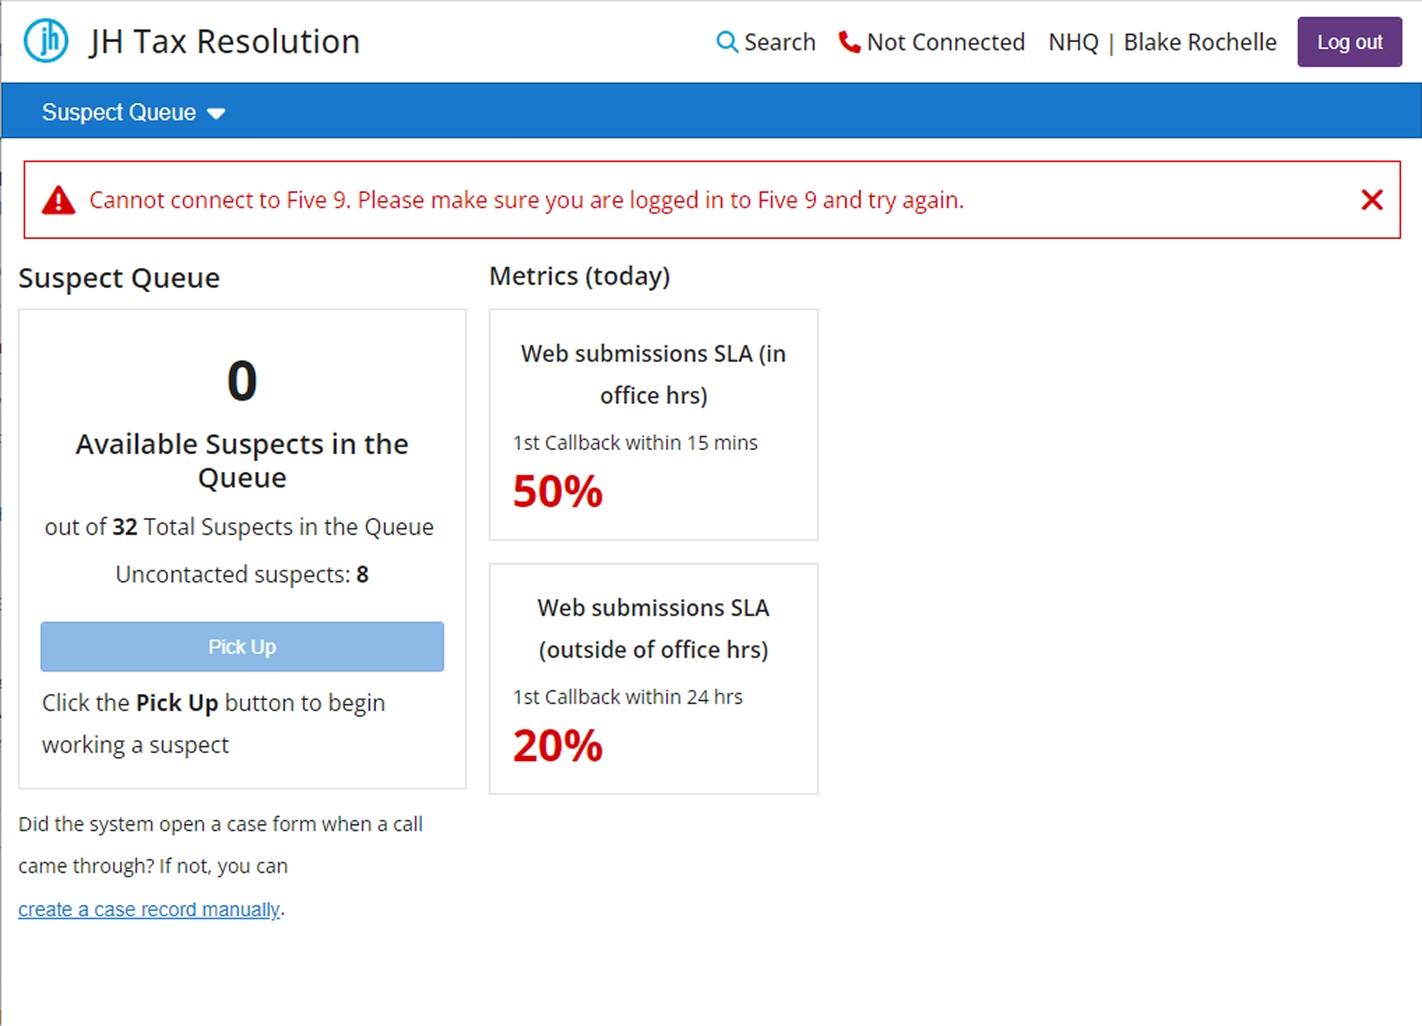 jh JH Tax Resolution Search Not Connected NHQ | Blake Rochelle Log out
Suspect Queue
Cannot connect to Five 9. Please make sure you are logged in to Five 9 and try again.
Suspect Queue
0
Available Suspects in the
Queue
out of 32 Total Suspects in the Queue
Uncontacted suspects: 8
Pick Up
Click the Pick Up button to begin
working a suspect
Did the system open a case form when a call
came through? If not, you can
create a case record manually.
Metrics (today)
Web submissions SLA (in
office hrs)
1st Callback within 15 mins
50%
Web submissions SLA
(outside of office hrs)
1st Callback within 24 hrs
20%